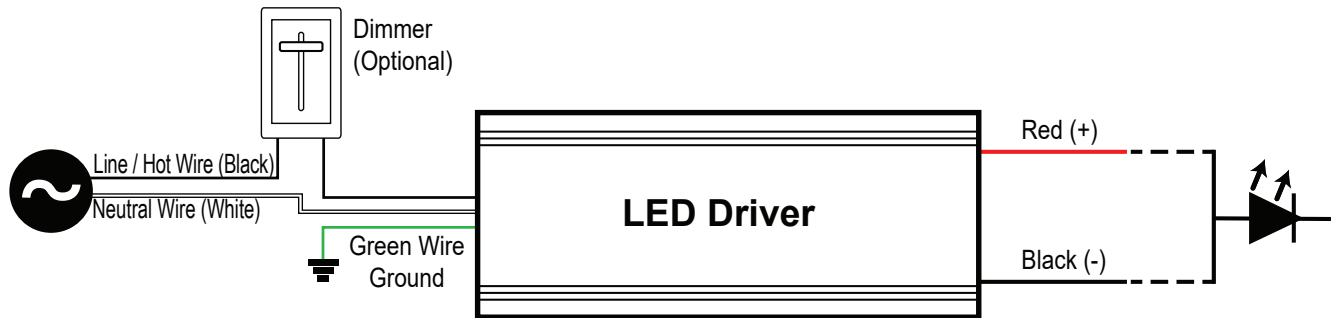 Dimmer
(Optional)
Line / Hot Wire (Black)
Neutral Wire (White)
Green Wire
Ground
LED Driver
Red (+)
Black (-)